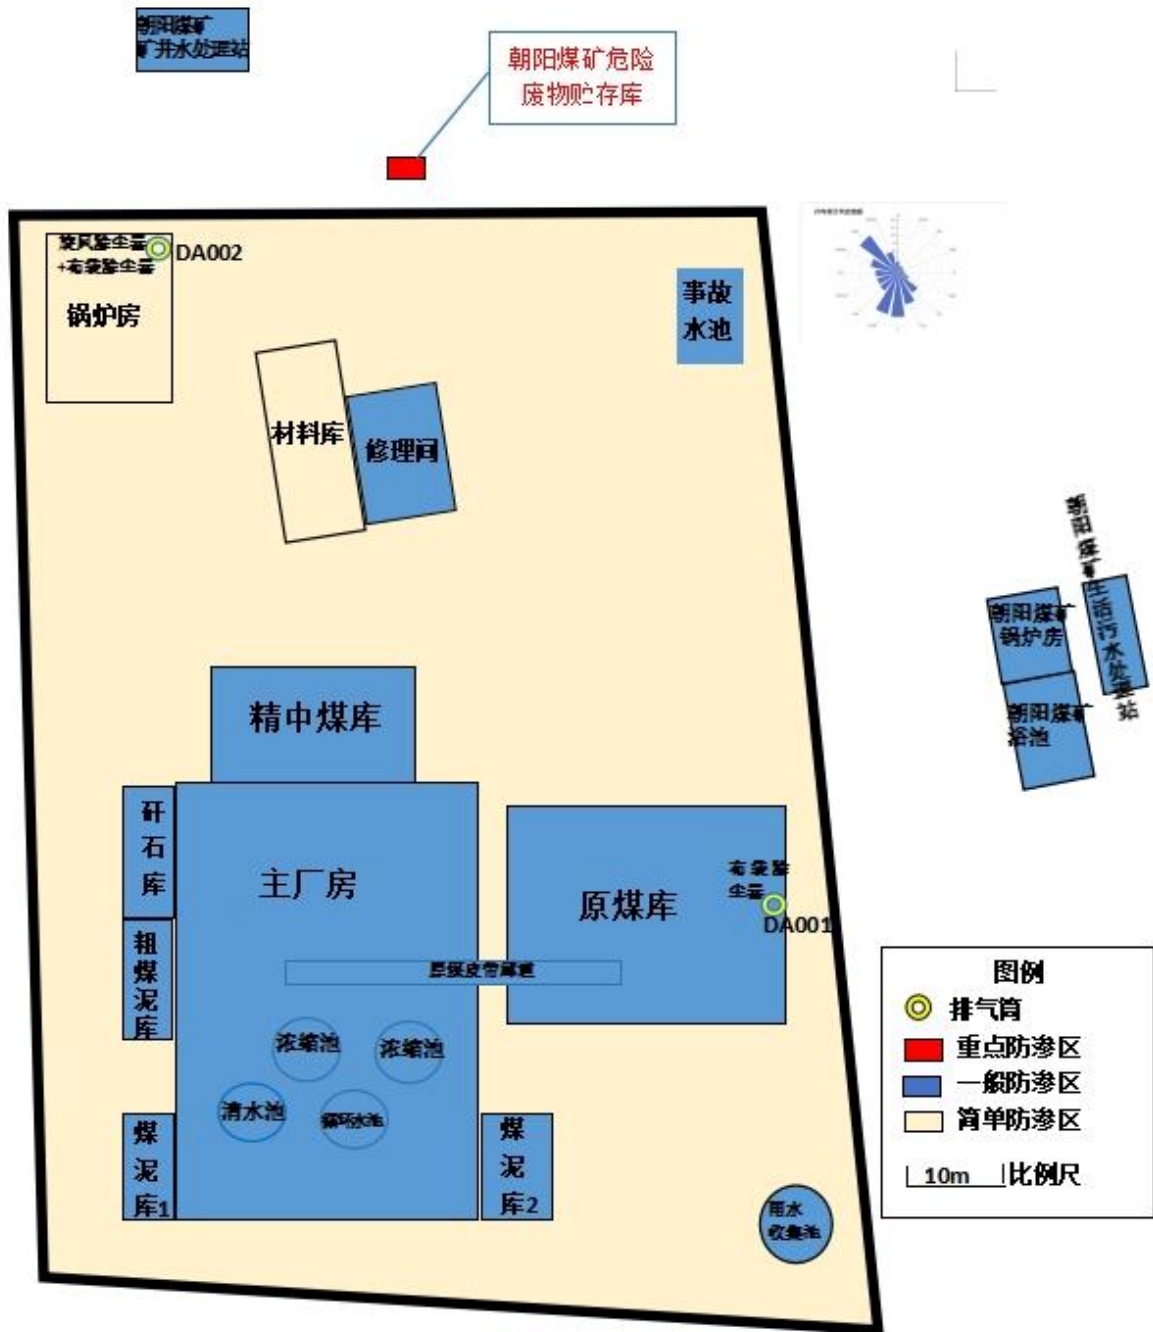 朝阳煤矿
矿井水处理站
朝阳煤矿危险
废物贮存库
旋风除尘器
+布袋除尘器
DA002
锅炉房
事故
水池
材料库
修理间
朝阳煤矿生活污水处理站
朝阳煤矿
锅炉房
朝阳煤矿
浴池
精中煤库
矸石库
主厂房
原煤库
布袋除
尘器
DA001
粗煤泥库
原煤皮带廊道
浓缩池
浓缩池
清水池
循环水池
煤泥库1
煤泥库2
雨水
收集池
图例
排气筒
重点防渗区
一般防渗区
简单防渗区
10m
比例尺